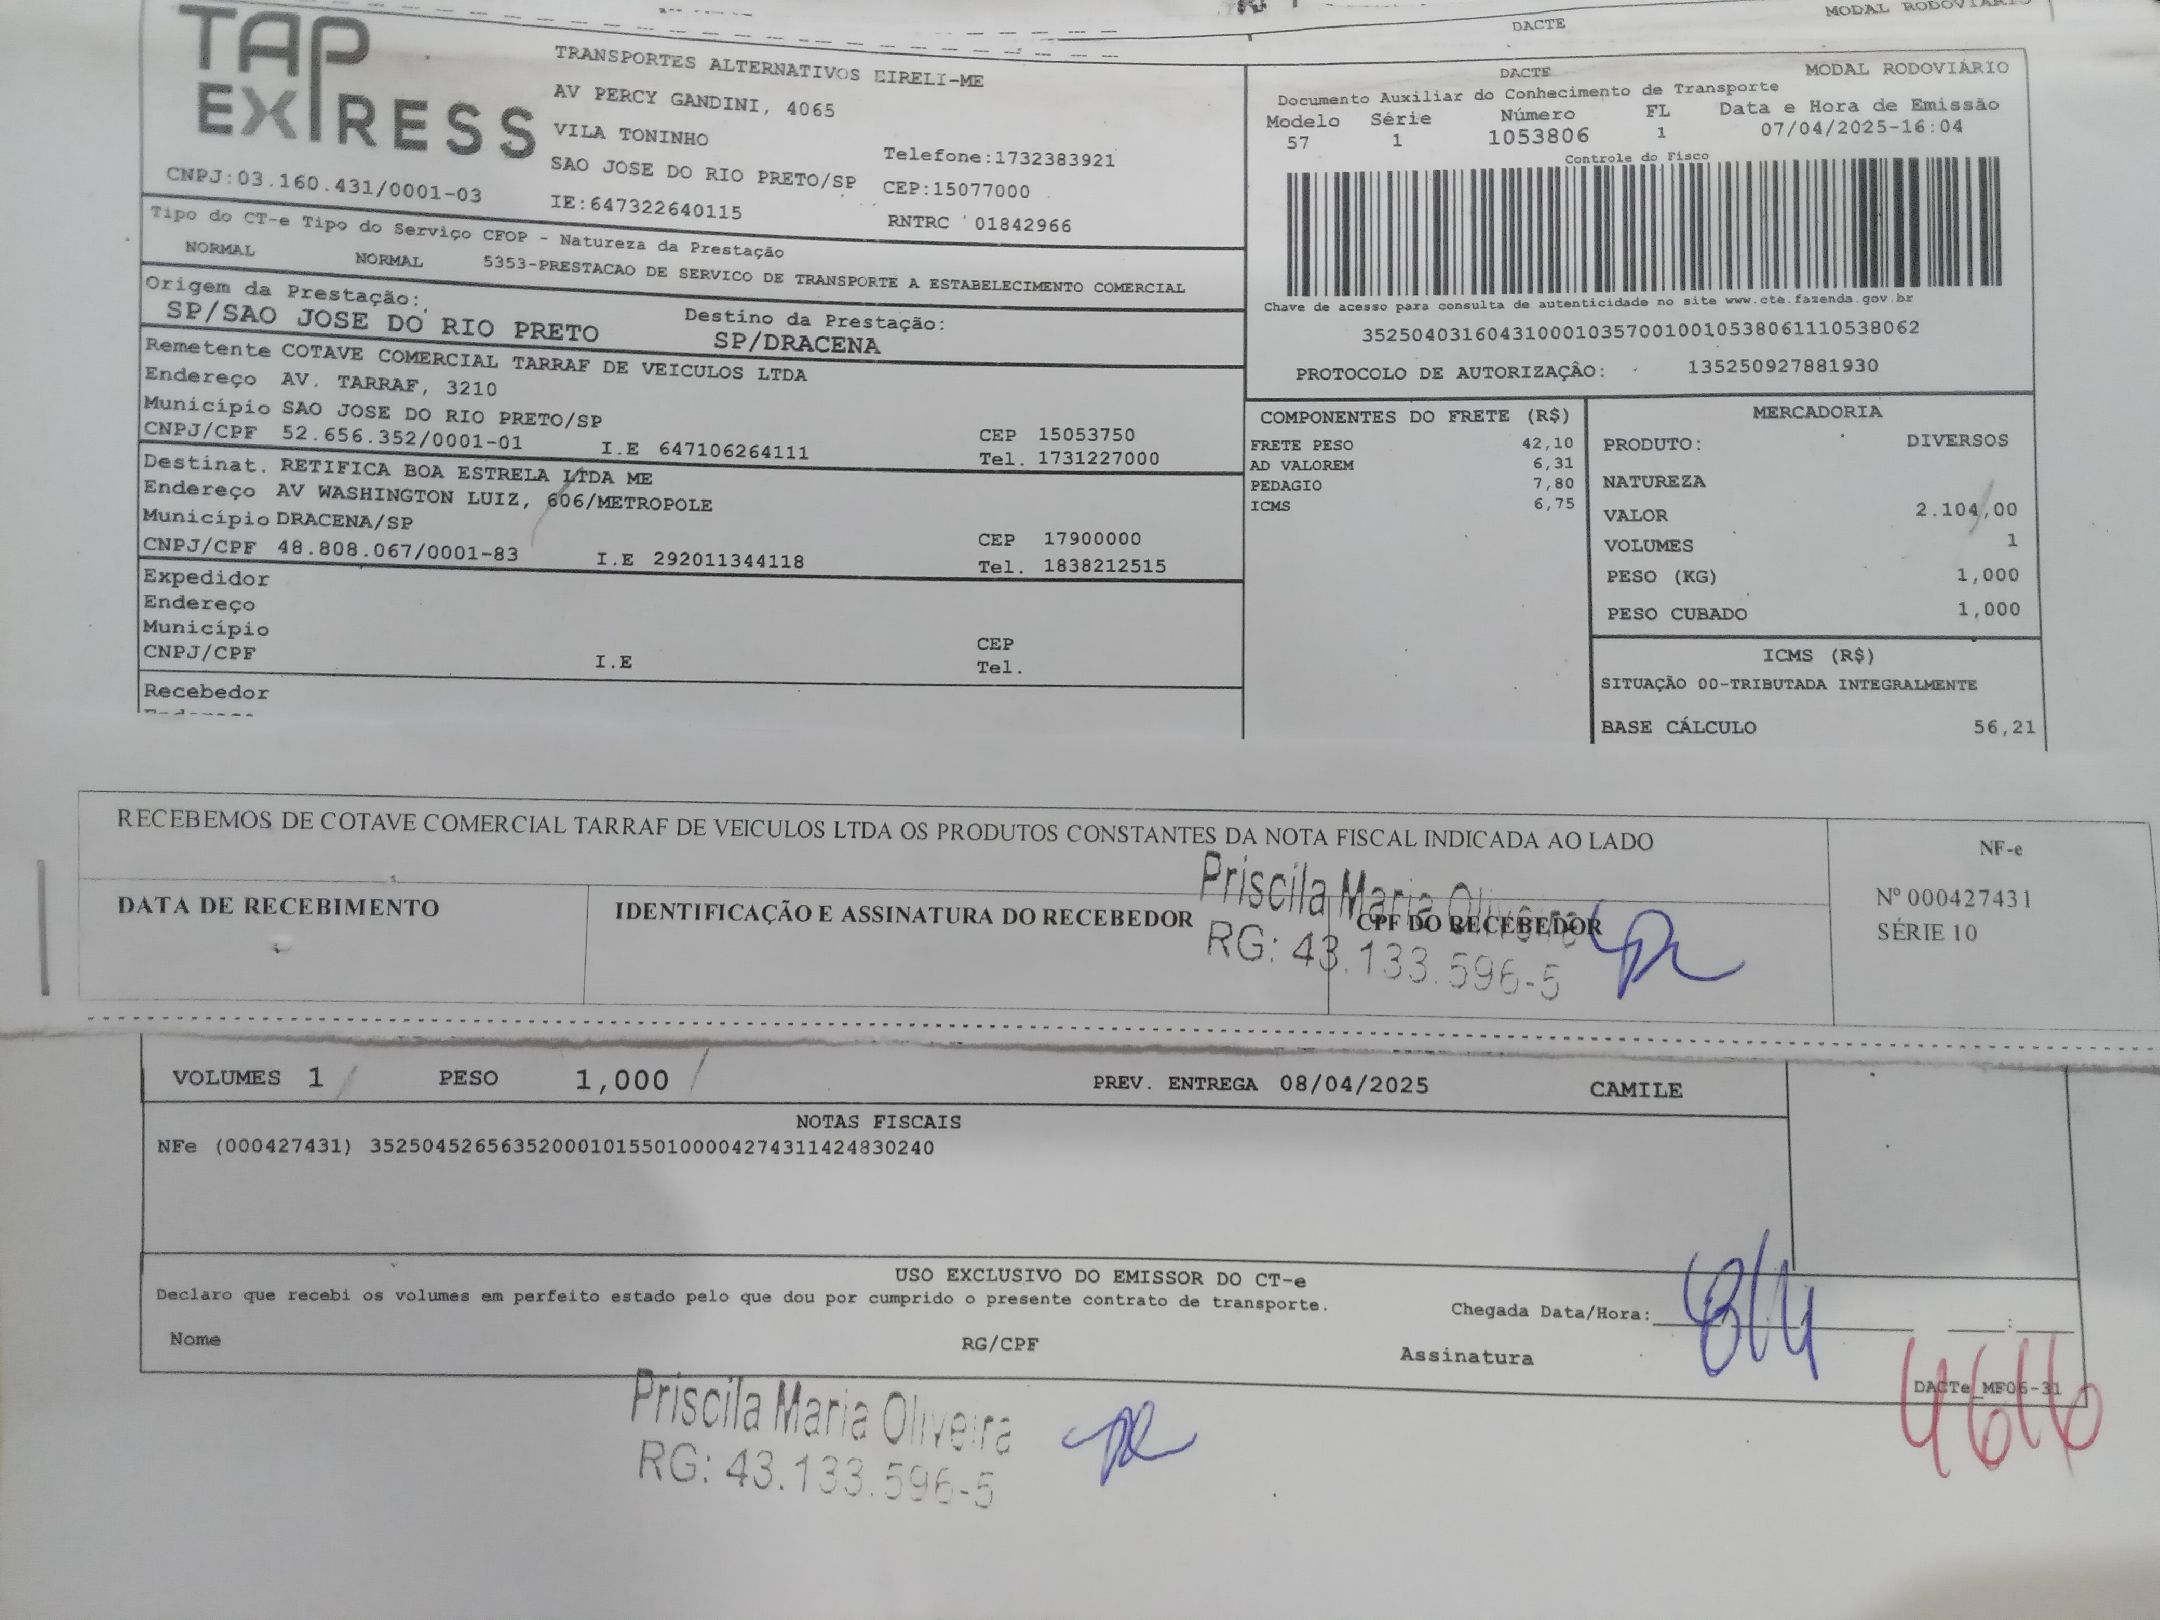 DACTE
MODAL RODOVIÁRIO
TAP
EXPRESS
TRANSPORTES ALTERNATIVOS EIRELI-ME
AV PERCY GANDINI, 4065
VILA TONINHO
SAO JOSE DO RIO PRETO/SP
Telefone:1732383921
CEP:15077000
CNPJ:03.160.431/0001-03
IE:647322640115
RNTRC 01842966
DACTE
MODAL RODOVIÁRIO
Documento Auxiliar do Conhecimento de Transporte
Modelo Série Número FL Data e Hora de Emissão
57 1 1053806 1 07/04/2025-16:04
Controle do Fisco
Chave de acesso para consulta de autenticidade no site www.cte.fazenda.gov.br
35250403160431000103570010010538061110538062
PROTOCOLO DE AUTORIZAÇÃO: 135250927881930
Tipo do CT-e Tipo do Serviço CFOP - Natureza da Prestação
NORMAL NORMAL 5353-PRESTACAO DE SERVICO DE TRANSPORTE A ESTABELECIMENTO COMERCIAL
Origem da Prestação: Destino da Prestação:
SP/SAO JOSE DO RIO PRETO SP/DRACENA
Remetente COTAVE COMERCIAL TARRAF DE VEICULOS LTDA
Endereço AV. TARRAF, 3210
Município SAO JOSE DO RIO PRETO/SP CEP 15053750
CNPJ/CPF 52.656.352/0001-01 I.E 647106264111 Tel. 1731227000
Destinat. RETIFICA BOA ESTRELA LTDA ME
Endereço AV WASHINGTON LUIZ, 606/METROPOLE
Município DRACENA/SP CEP 17900000
CNPJ/CPF 48.808.067/0001-83 I.E 292011344118 Tel. 1838212515
Expedidor
Endereço
Município CEP
CNPJ/CPF I.E Tel.
Recebedor
COMPONENTES DO FRETE (R$)
FRETE PESO 42,10
AD VALOREM 6,31
PEDAGIO 7,80
ICMS 6,75
MERCADORIA
PRODUTO: DIVERSOS
NATUREZA
VALOR 2.104,00
VOLUMES 1
PESO (KG) 1,000
PESO CUBADO 1,000
ICMS (R$)
SITUAÇÃO 00-TRIBUTADA INTEGRALMENTE
BASE CÁLCULO 56,21
RECEBEMOS DE COTAVE COMERCIAL TARRAF DE VEICULOS LTDA OS PRODUTOS CONSTANTES DA NOTA FISCAL INDICADA AO LADO
NF-e
Nº 000427431
SÉRIE 10
DATA DE RECEBIMENTO
IDENTIFICAÇÃO E ASSINATURA DO RECEBEDOR
CPF DO RECEBEDOR
Priscila Maria Oliveira
RG: 43.133.596-5
VOLUMES 1 PESO 1,000 PREV. ENTREGA 08/04/2025 CAMILE
NOTAS FISCAIS
NFe (000427431) 35250452656352000101550100004274311424830240
USO EXCLUSIVO DO EMISSOR DO CT-e
Declaro que recebi os volumes em perfeito estado pelo que dou por cumprido o presente contrato de transporte.
Chegada Data/Hora: 8/4
Nome RG/CPF Assinatura
DACTe_MF06-31
Priscila Maria Oliveira
RG: 43.133.596-5